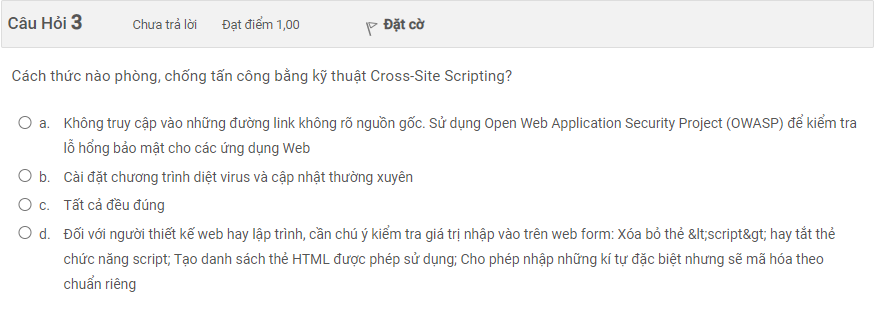 Câu Hỏi 3 Chưa trả lời Đạt điểm 1,00 Đặt cờ
Cách thức nào phòng, chống tấn công bằng kỹ thuật Cross-Site Scripting?
a. Không truy cập vào những đường link không rõ nguồn gốc. Sử dụng Open Web Application Security Project (OWASP) để kiểm tra
lỗ hổng bảo mật cho các ứng dụng Web
b. Cài đặt chương trình diệt virus và cập nhật thường xuyên
c. Tất cả đều đúng
d. Đối với người thiết kế web hay lập trình, cần chú ý kiểm tra giá trị nhập vào trên web form: Xóa bỏ thẻ &lt;script&gt; hay tắt thẻ
chức năng script; Tạo danh sách thẻ HTML được phép sử dụng; Cho phép nhập những kí tự đặc biệt nhưng sẽ mã hóa theo
chuẩn riêng